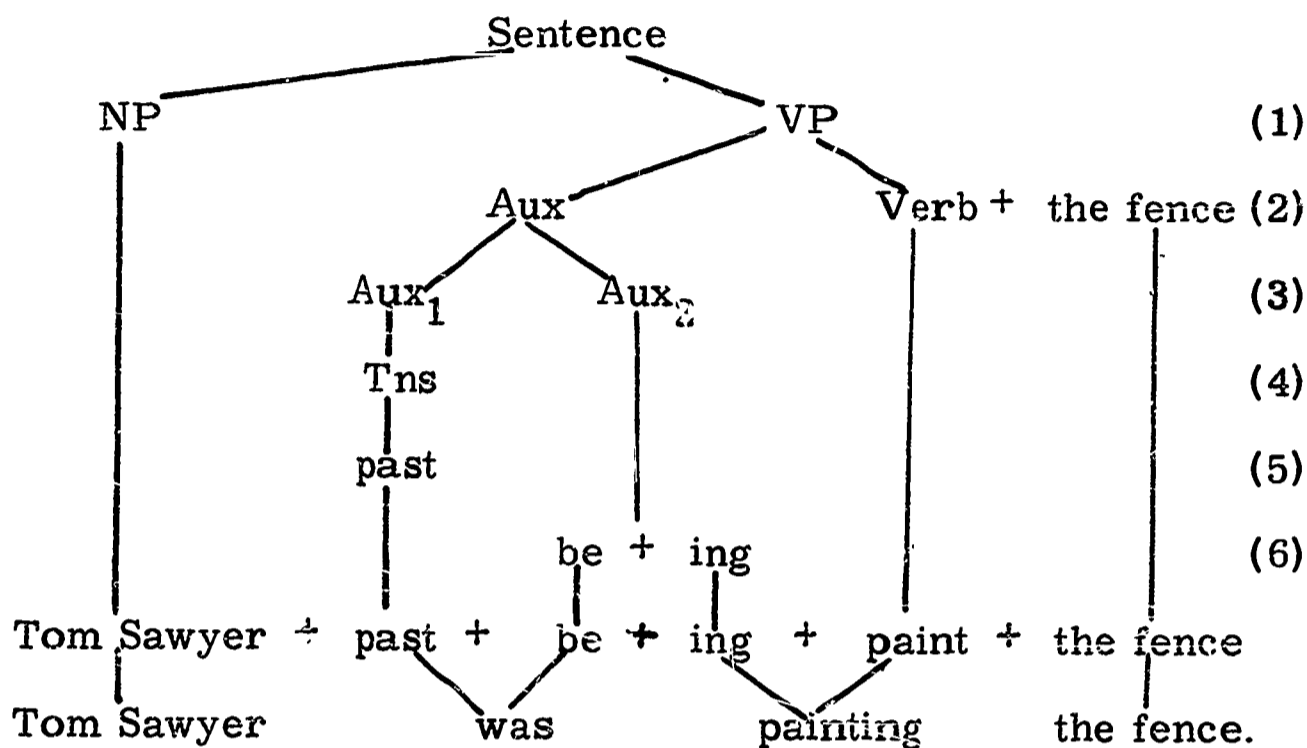 Sentence
NP VP (1)
Aux Verb + the fence (2)
Aux₁ Aux₂ (3)
Tns (4)
past (5)
be + ing (6)
Tom Sawyer + past + be + ing + paint + the fence
Tom Sawyer was painting the fence.